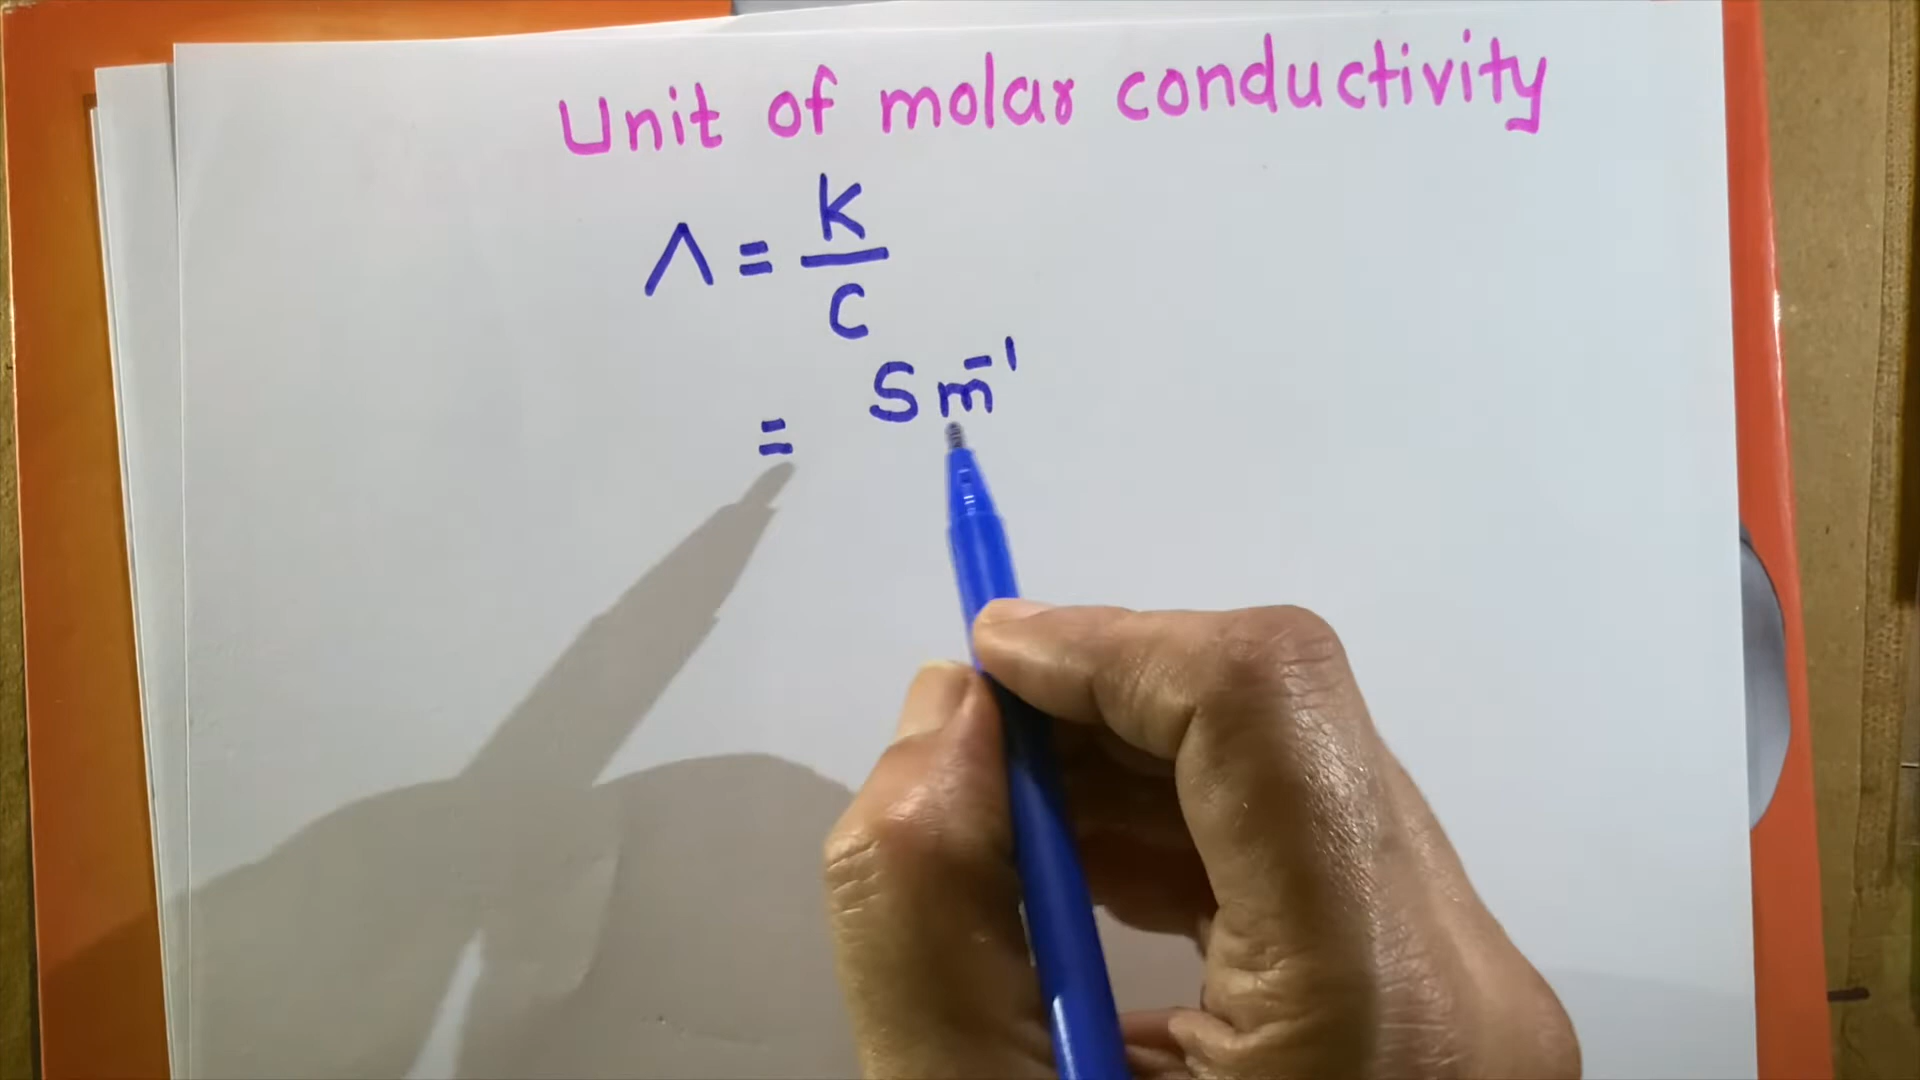 Unit of molar conductivity
Λ = K / C
= S m⁻¹